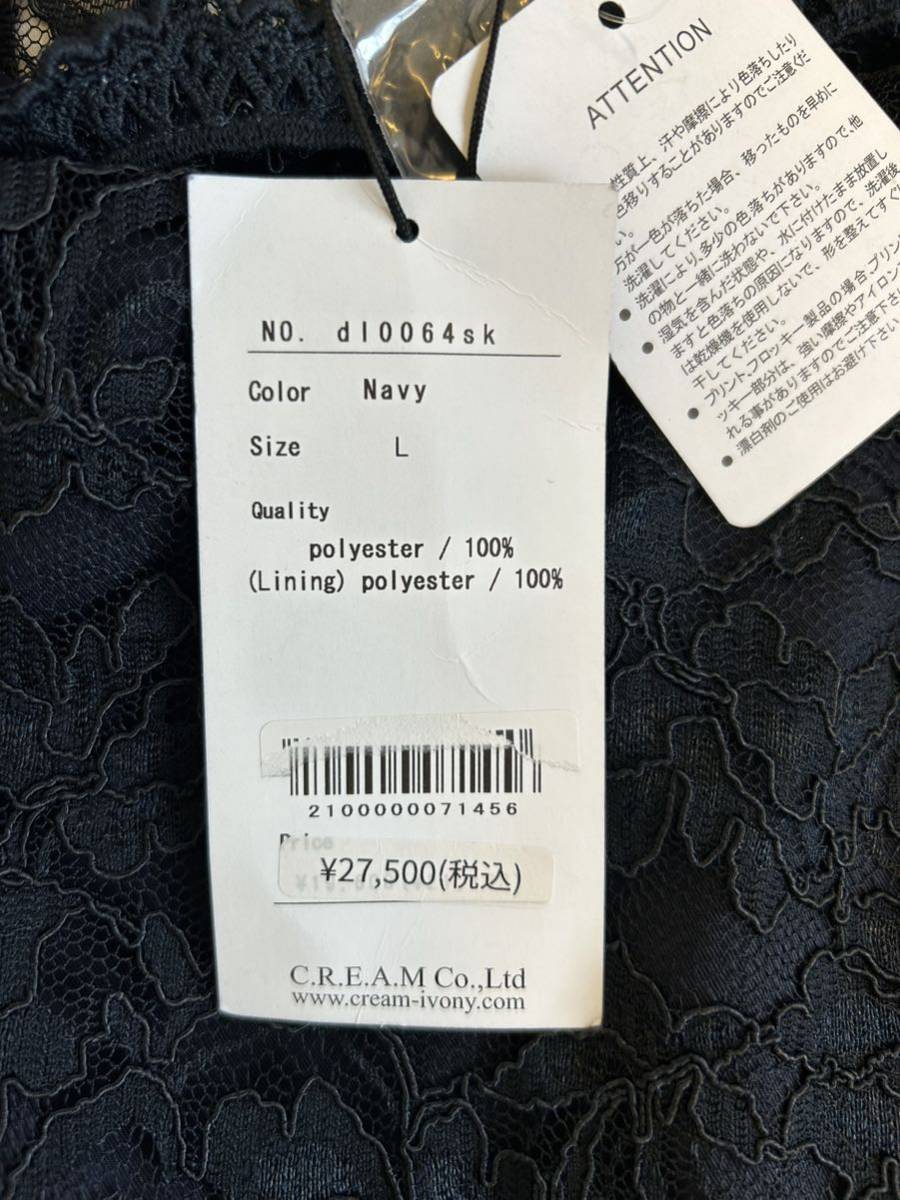 NO. dl0064sk
Color Navy
Size L
Quality
polyester / 100%
(Lining) polyester / 100%
2100000071456
Price
¥27,500(税込)
C.R.E.A.M Co.,Ltd
www.cream-ivony.com
ATTENTION
性質上、汗や摩擦により色落ちしたり
色移りすることがありますのでご注意くだ
い。
万が一色が落ちた場合、移ったものを早めに
洗濯してください。
● 洗濯により、多少の色落ちがありますので、他
の物と一緒に洗わないで下さい。
● 湿気を含んだ状態や、水に付けたまま放置し
ますと色落ちの原因になりますので、洗濯後
は乾燥機を使用しないで、形を整えてすぐ
干してください。
● プリント、フロッキー製品の場合プリン
ッキー部分は、強い摩擦やアイロン
れる事がありますのでご注意下さ
● 漂白剤のご使用はお避け下さい